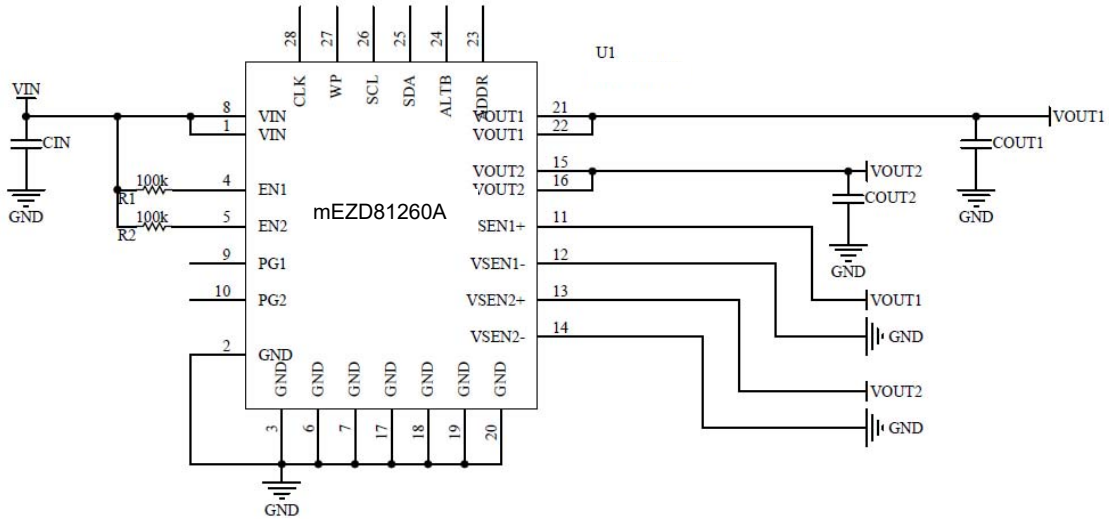 28
27
26
25
24
23
CLK
WP
SCL
SDA
ALTB
ADDR
U1
VIN
CIN
GND
8
VIN
1
VIN
100k
R1
4
EN1
100k
R2
5
EN2
9
PG1
10
PG2
2
GND
mEZD81260A
VOUT1
21
VOUT1
22
VOUT2
15
VOUT2
16
SEN1+
11
VSEN1-
12
VSEN2+
13
VSEN2-
14
VOUT1
COUT1
GND
VOUT2
COUT2
GND
VOUT1
GND
VOUT2
GND
GND
GND
GND
GND
GND
GND
GND
3
6
7
17
18
19
20
GND